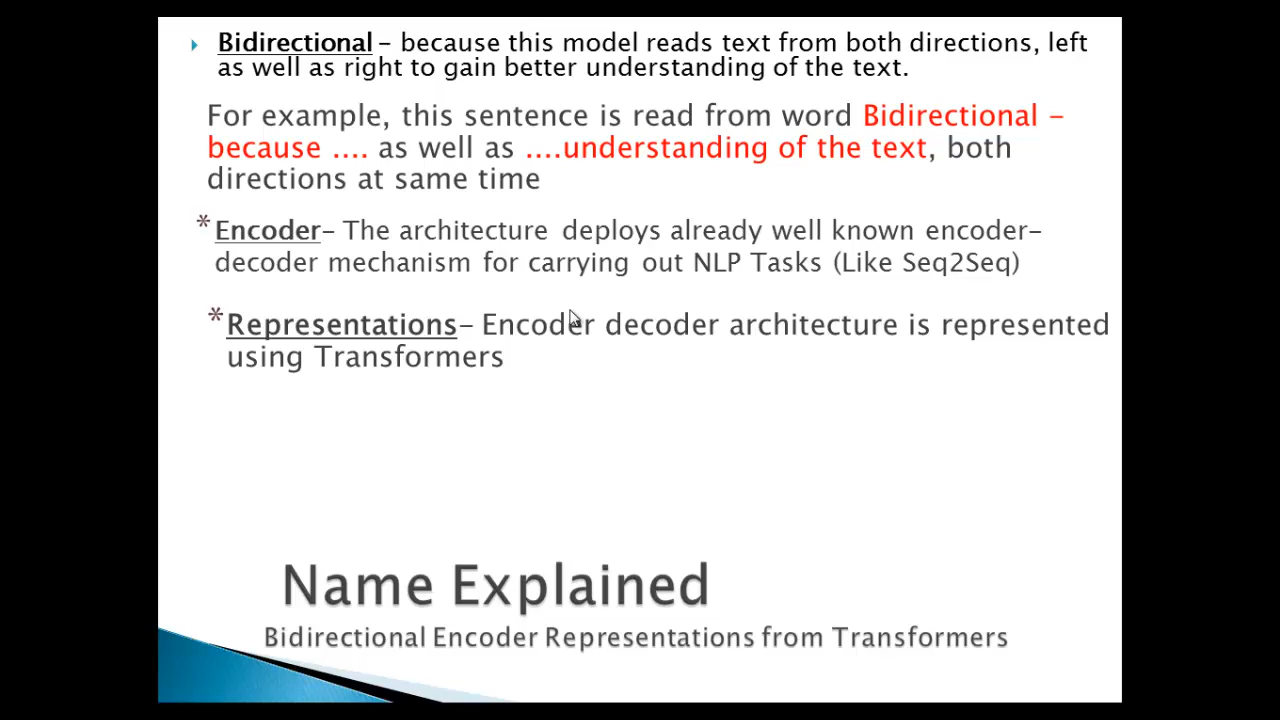 Bidirectional – because this model reads text from both directions, left
as well as right to gain better understanding of the text.
For example, this sentence is read from word Bidirectional –
because .... as well as ....understanding of the text, both
directions at same time
* Encoder– The architecture deploys already well known encoder–
decoder mechanism for carrying out NLP Tasks (Like Seq2Seq)
* Representations– Encoder decoder architecture is represented
using Transformers
Name Explained
Bidirectional Encoder Representations from Transformers